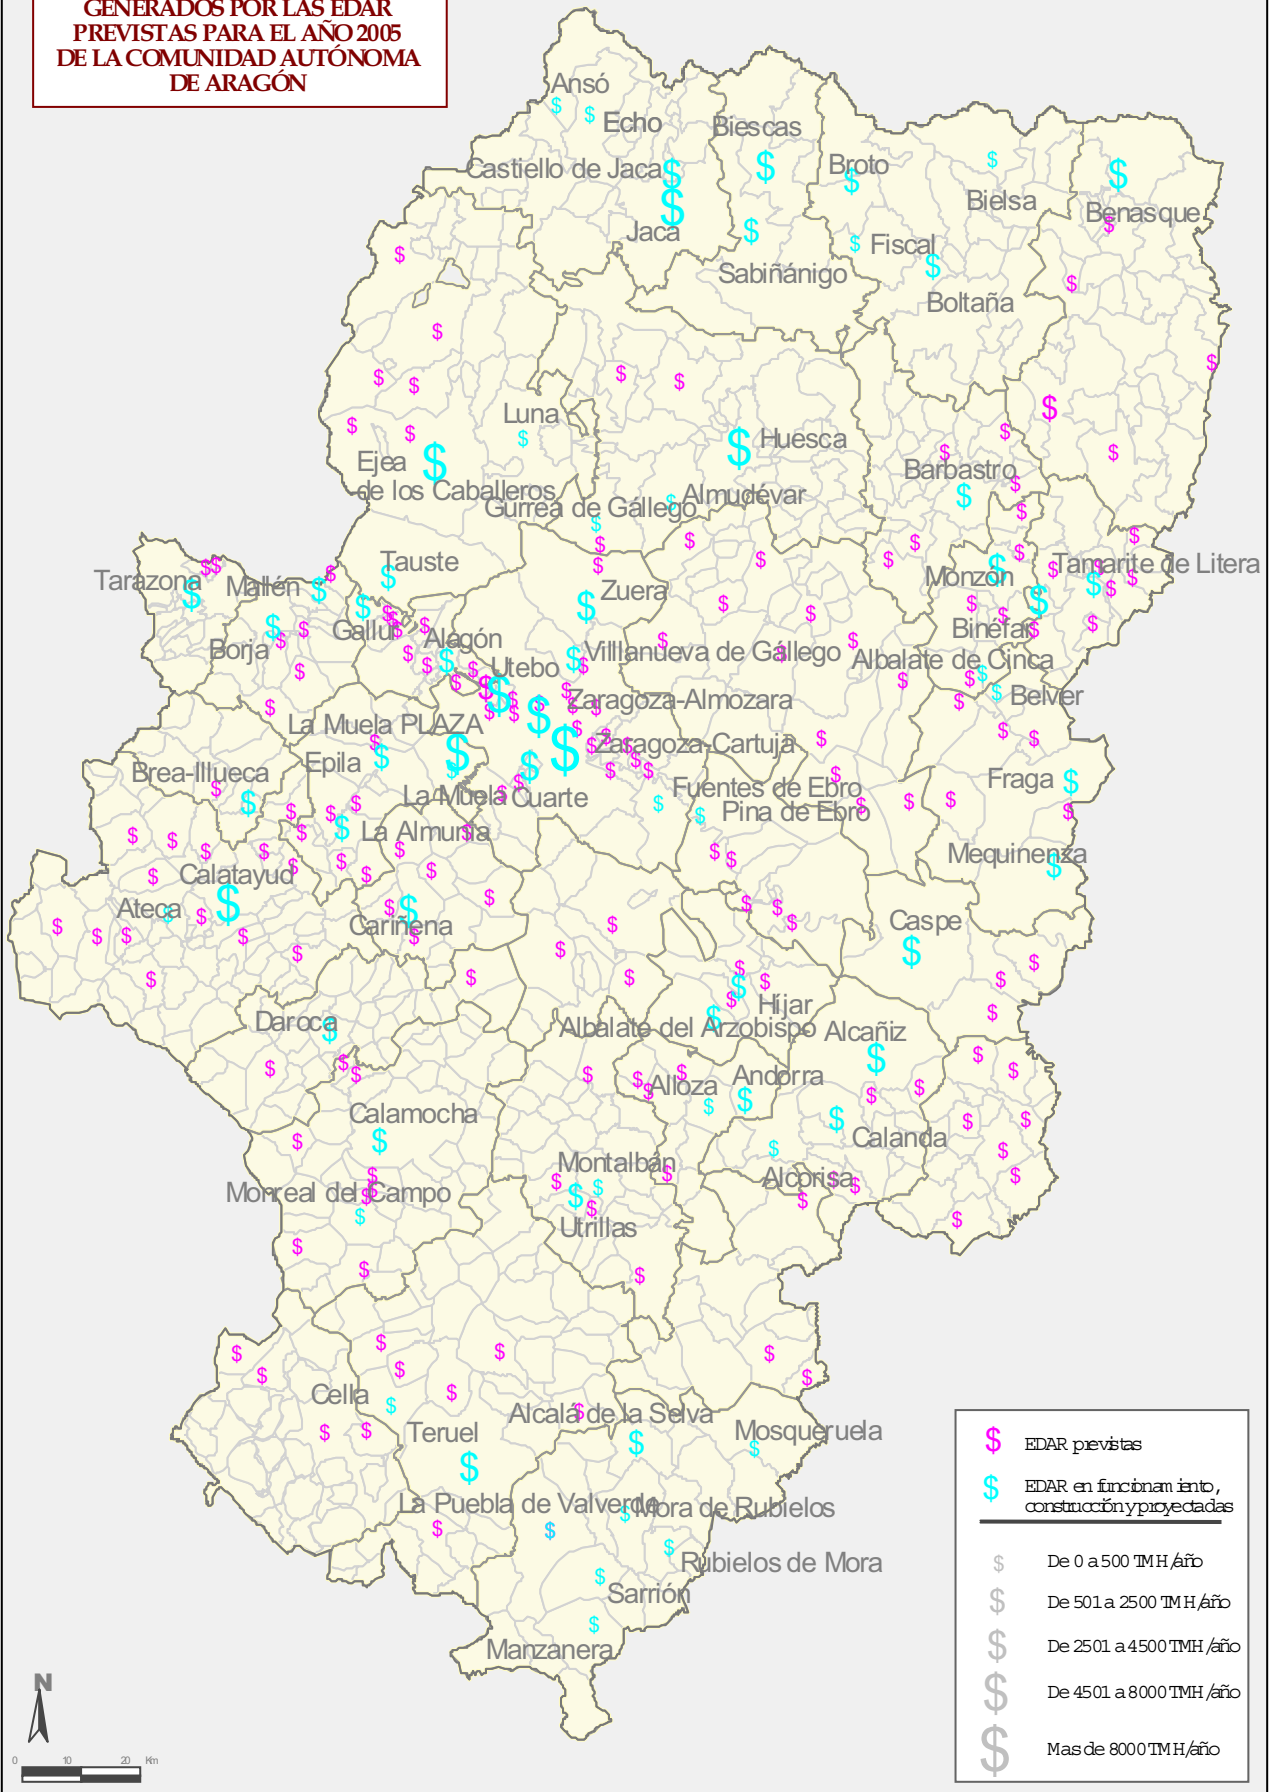 GENERADOS POR LAS EDAR
PREVISTAS PARA EL AÑO 2005
DE LA COMUNIDAD AUTÓNOMA
DE ARAGÓN
Ansó
Echo
Biescas
Castiello de Jaca
Broto
Bielsa
Benasque
Jaca
Fiscal
Sabiñánigo
Boltaña
Luna
Huesca
Ejea
de los Caballeros
Barbastro
Almudévar
Gurrea de Gállego
Tauste
Tarazona
Mallén
Monzón
Tamarite de Litera
Zuera
Gallur
Alagón
Binéfar
Borja
Utebo
Villlanueva de Gállego
Albalate de Cinca
Belver
Zaragoza-Almozara
La Muela PLAZA
Zaragoza-Cartuja
Brea-Illueca
Epila
Fraga
La Muela
Cuarte
Fuentes de Ebro
Pina de Ebro
La Almunia
Mequinenza
Calatayud
Ateca
Cariñena
Caspe
Híjar
Daroca
Albalate del Arzobispo
Alcañiz
Alloza
Andorra
Calamocha
Calanda
Montalbán
Alcorisa
Monreal del Campo
Utrillas
Cella
Alcalá de la Selva
Teruel
Mosqueruela
La Puebla de Valverde
Mora de Rubielos
Rubielos de Mora
Sarrión
Manzanera
EDAR previstas
EDAR en funcionamiento,
construcción y proyectadas
De 0 a 500 TMH/año
De 501 a 2500 TMH/año
De 2501 a 4500 TMH/año
De 4501 a 8000 TMH/año
Mas de 8000 TMH/año
N
0 10 20 Km